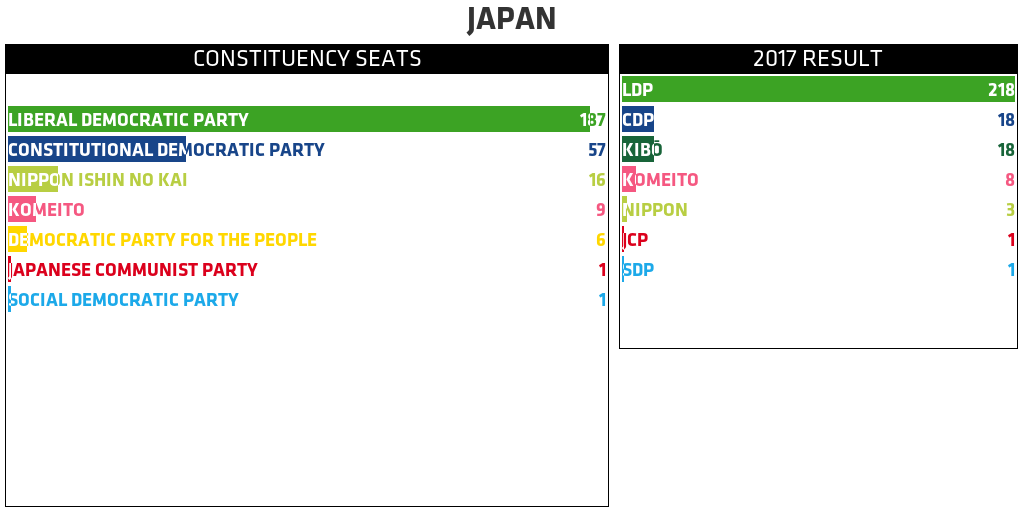 JAPAN
CONSTITUENCY SEATS
LIBERAL DEMOCRATIC PARTY 187
CONSTITUTIONAL DEMOCRATIC PARTY 57
NIPPON ISHIN NO KAI 16
KOMEITO 9
DEMOCRATIC PARTY FOR THE PEOPLE 6
JAPANESE COMMUNIST PARTY 1
SOCIAL DEMOCRATIC PARTY 1
2017 RESULT
LDP 218
CDP 18
KIBŌ 18
KOMEITO 8
NIPPON 3
JCP 1
SDP 1